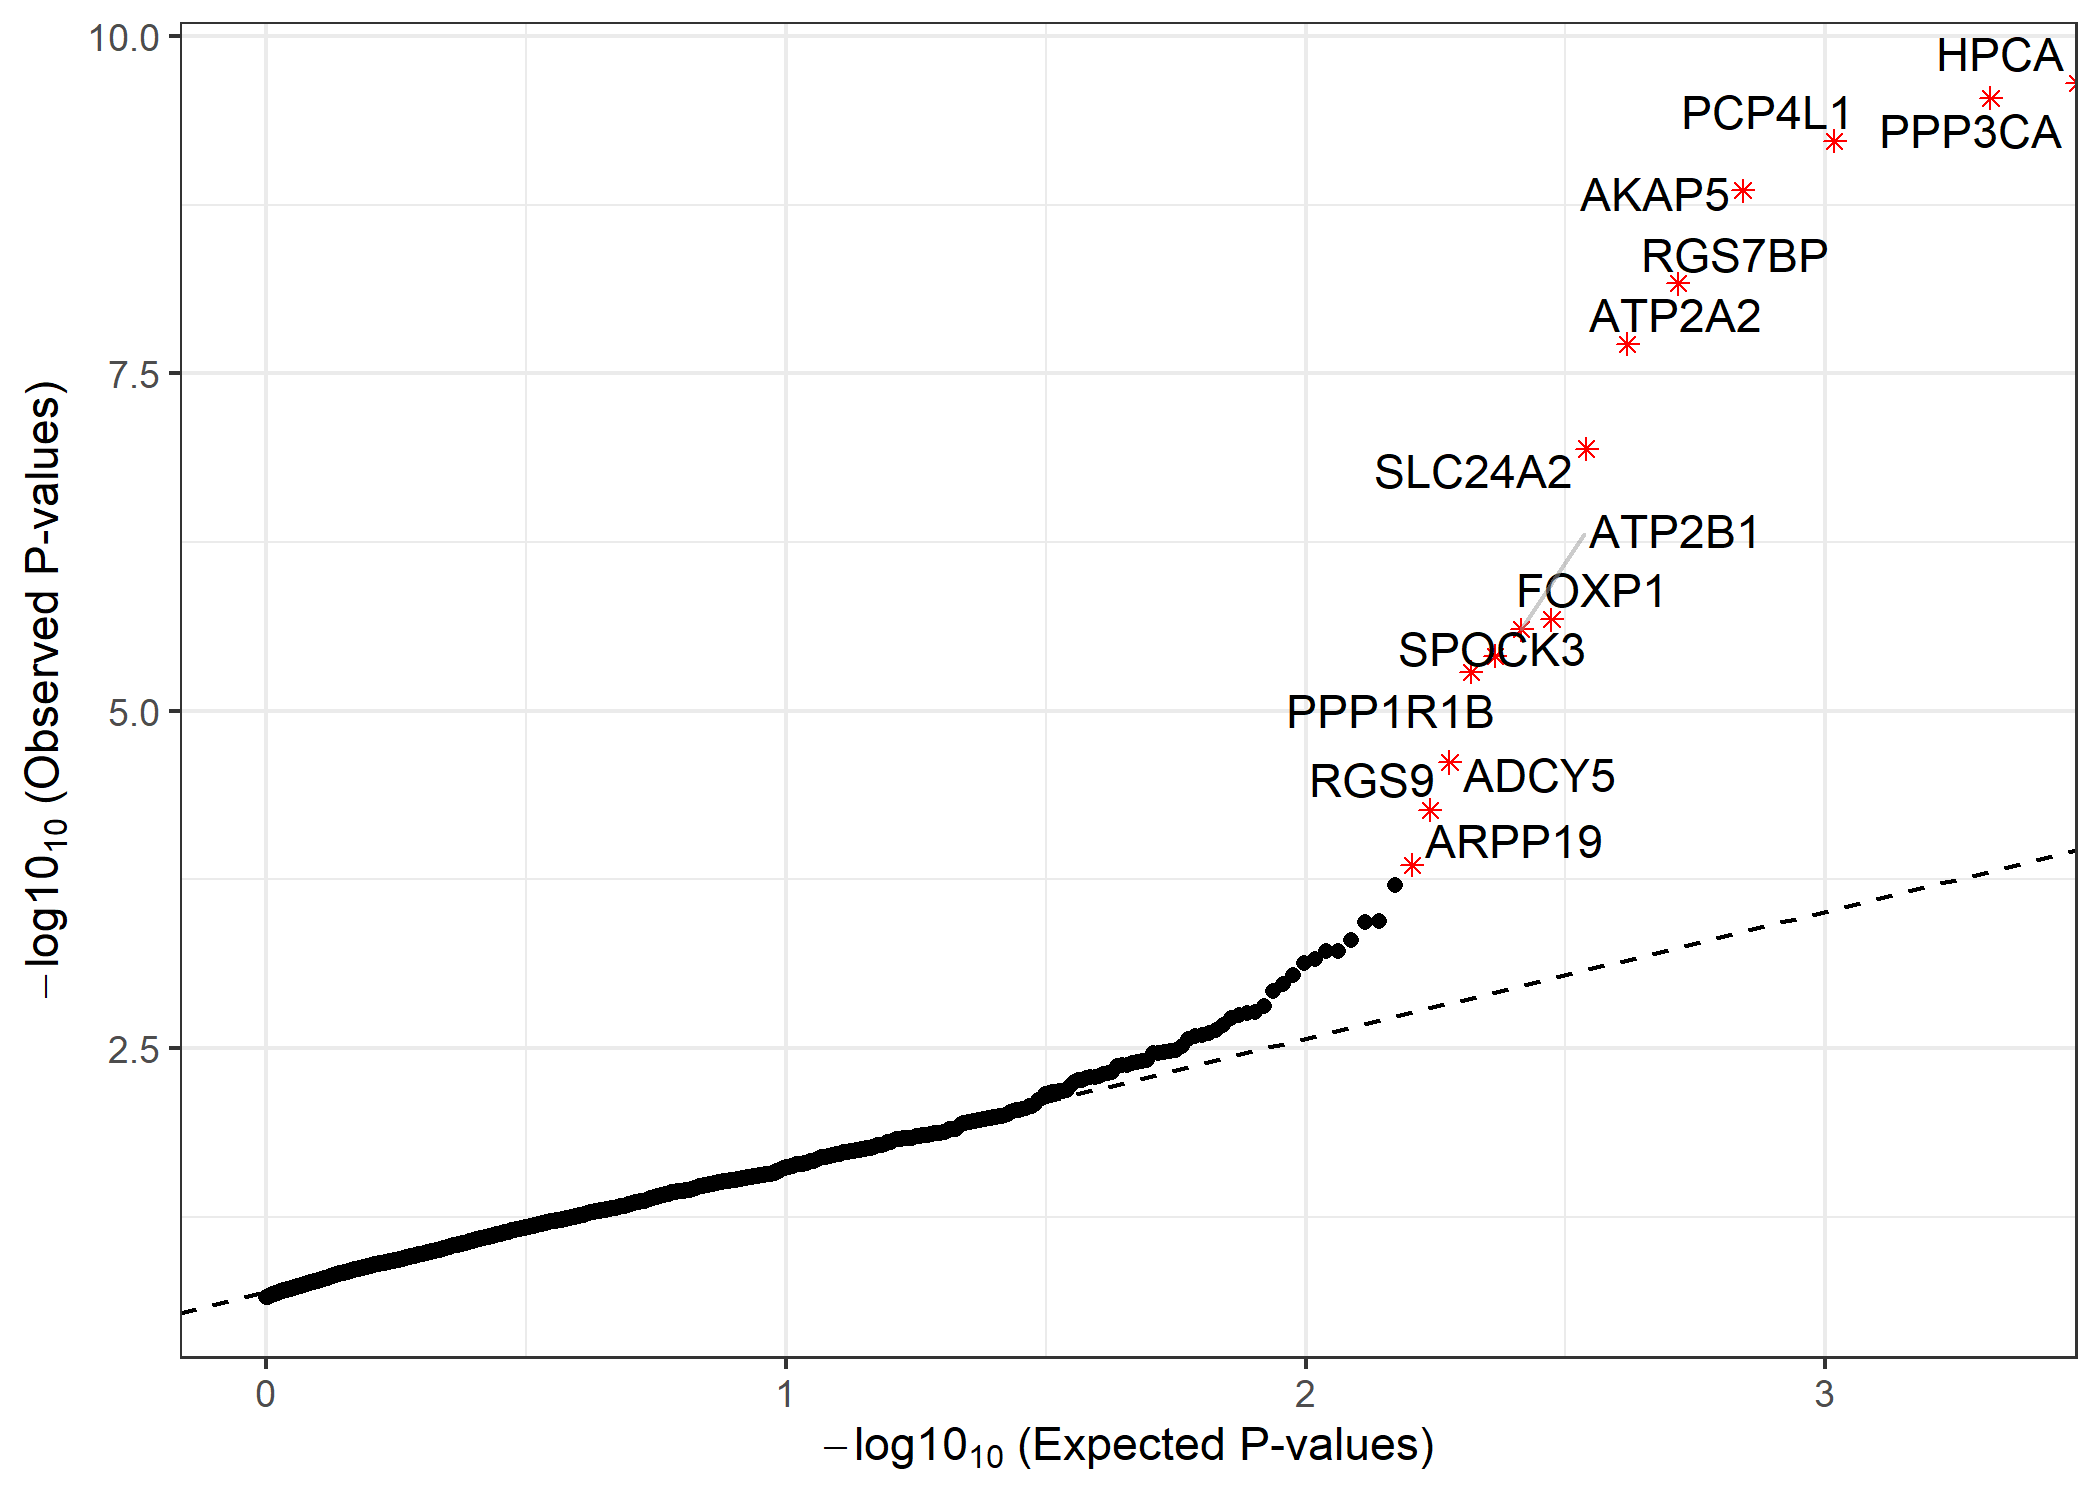 10.0
HPCA
PCP4L1
PPP3CA
AKAP5
RGS7BP
ATP2A2
7.5
SLC24A2
ATP2B1
FOXP1
SPOCK3
5.0
PPP1R1B
RGS9
ADCY5
ARPP19
2.5
−log10₁₀ (Observed P-values)
0 1 2 3
−log10₁₀ (Expected P-values)